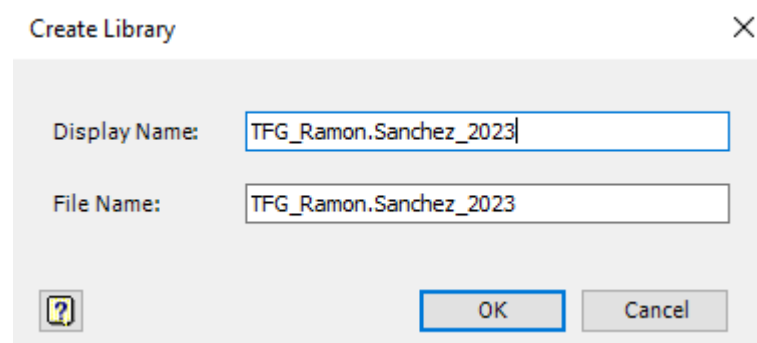 Create Library
Display Name: TFG_Ramon.Sanchez_2023
File Name: TFG_Ramon.Sanchez_2023
? OK Cancel